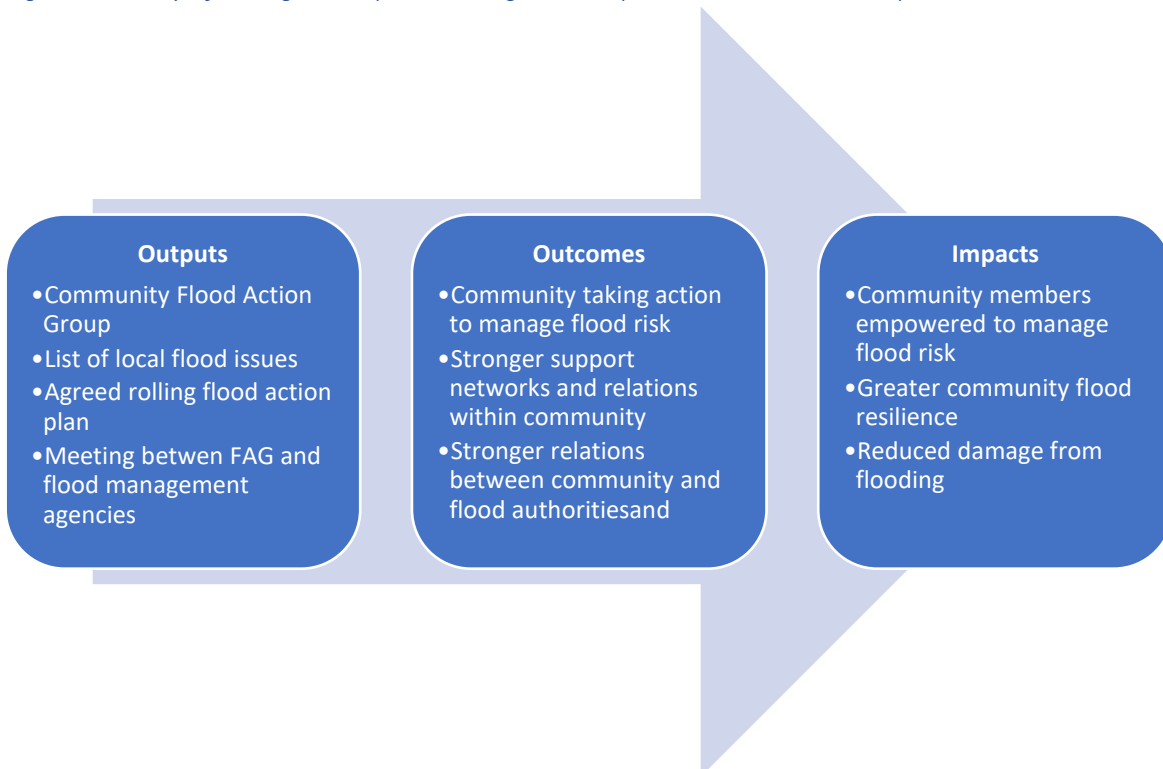 Outputs
•Community Flood Action
Group
•List of local flood issues
•Agreed rolling flood action
plan
•Meeting betwen FAG and
flood management
agencies
Outcomes
•Community taking action
to manage flood risk
•Stronger support
networks and relations
within community
•Stronger relations
between community and
flood authoritiesand
Impacts
•Community members
empowered to manage
flood risk
•Greater community flood
resilience
•Reduced damage from
flooding